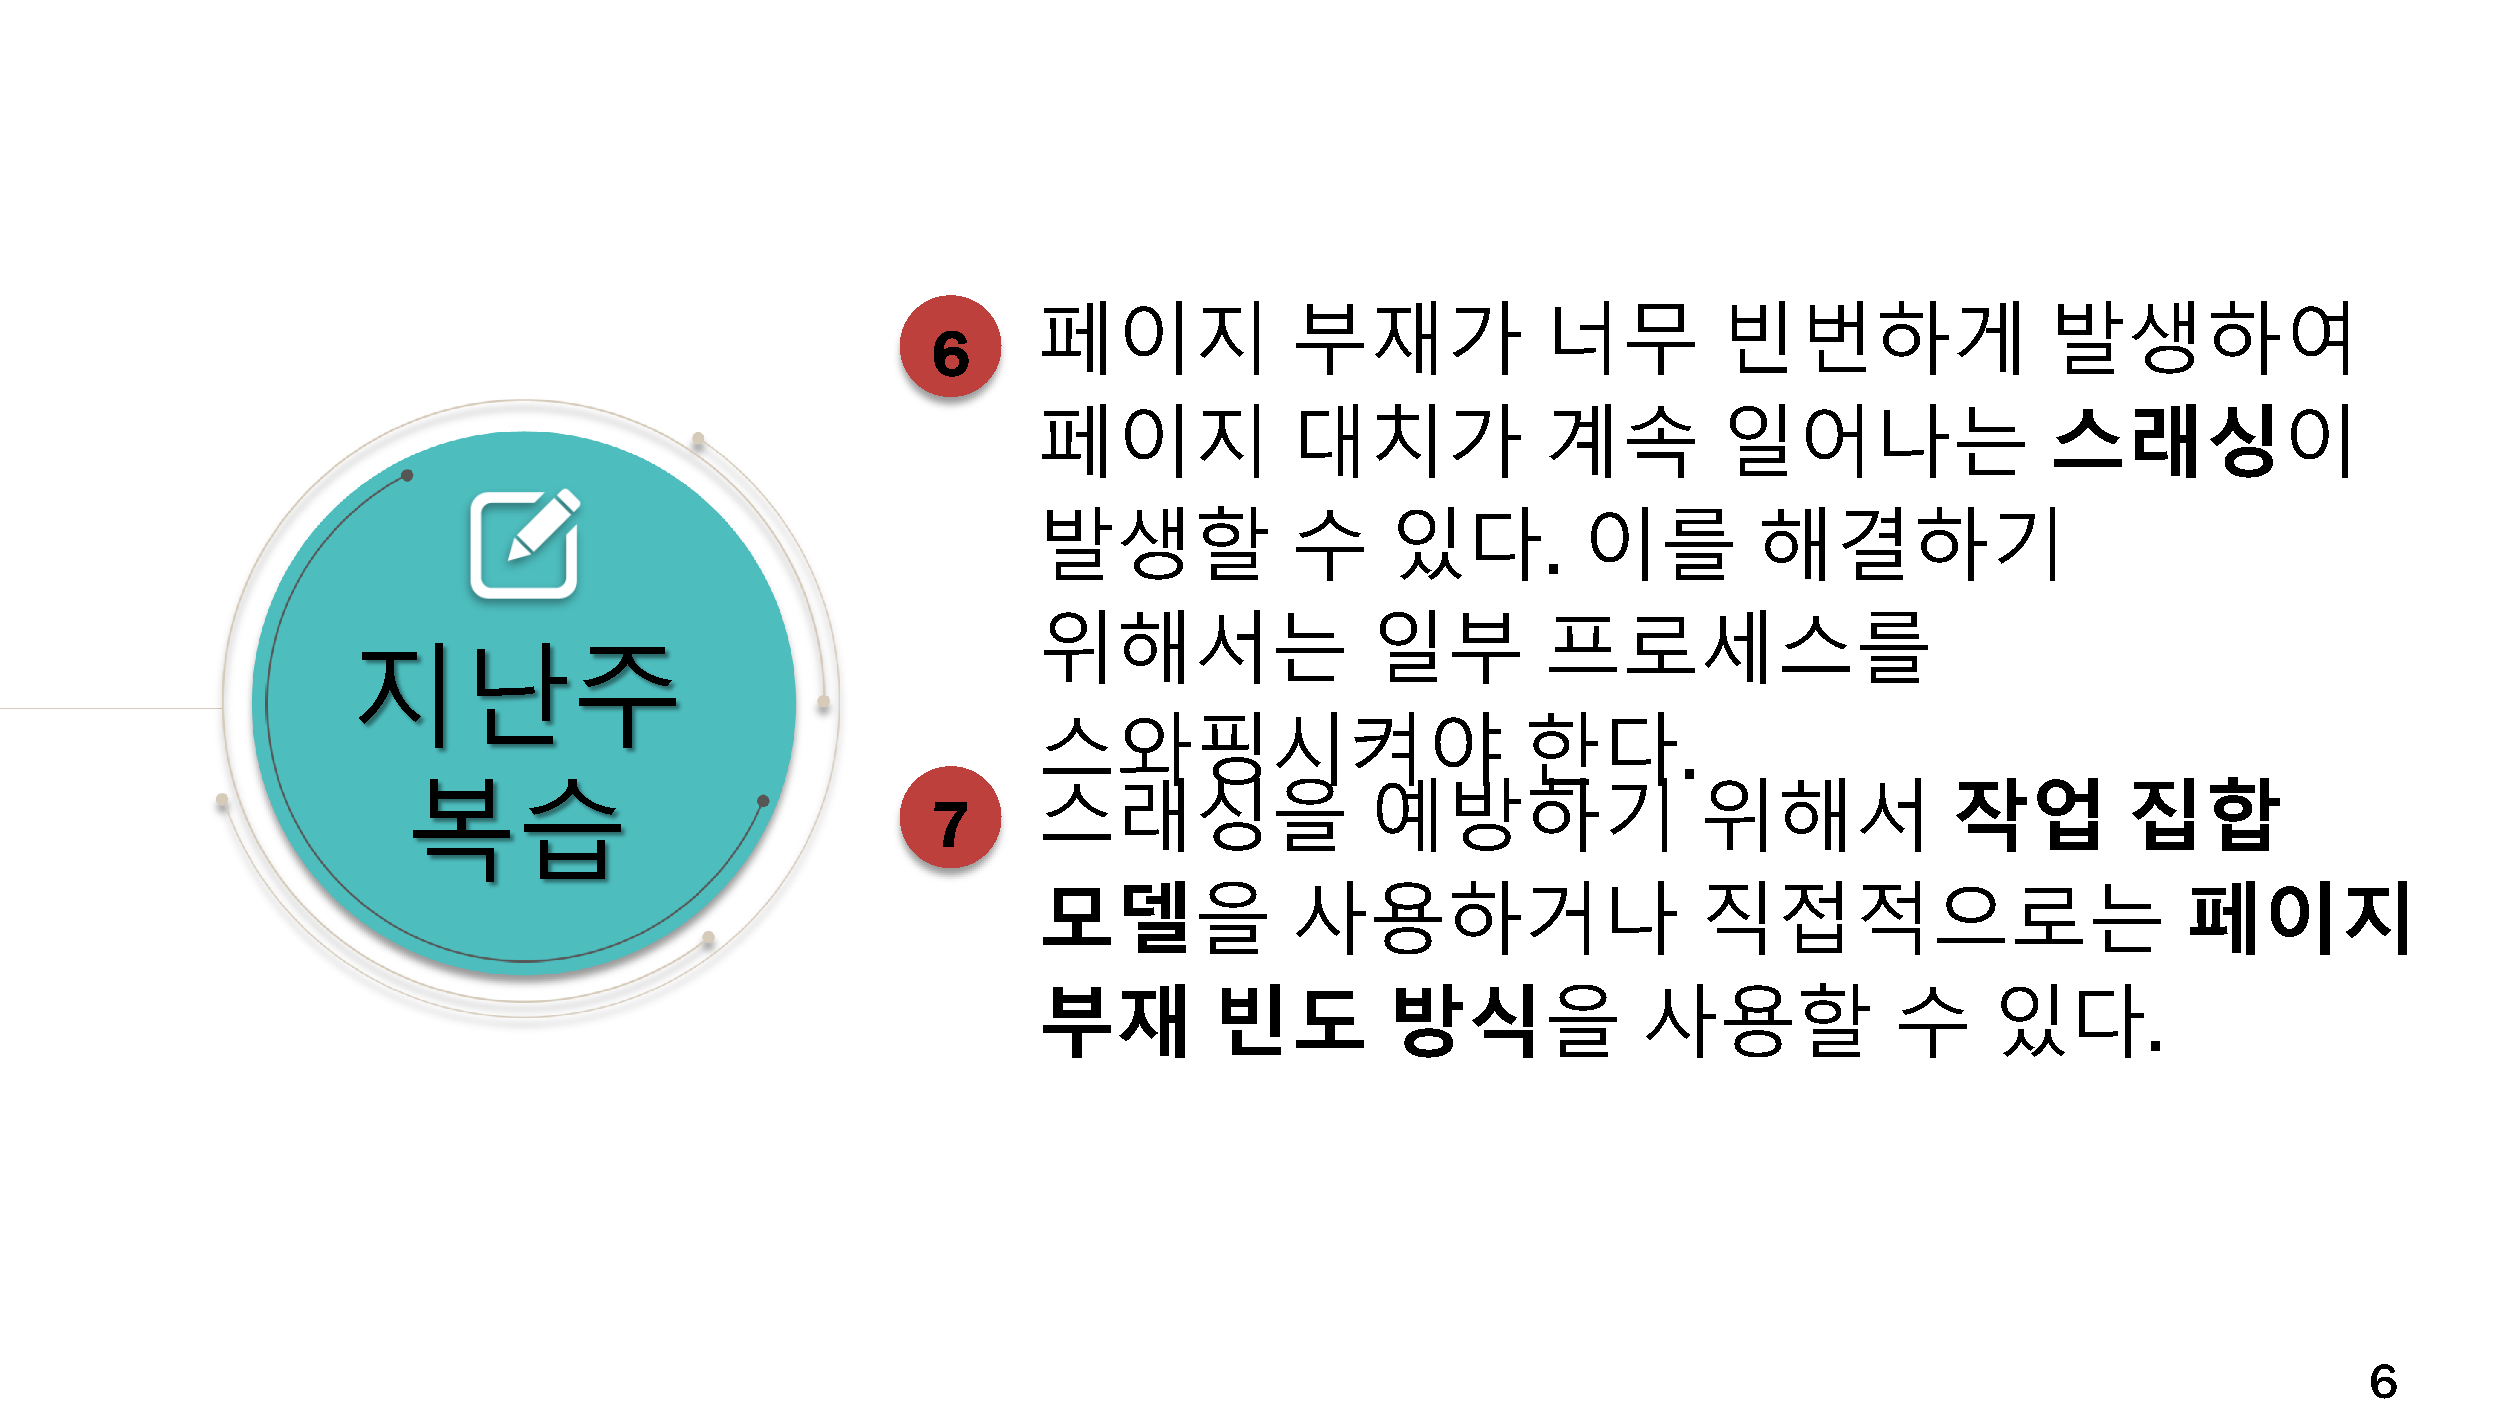 지난주
복습
6
페이지 부재가 너무 빈번하게 발생하여
페이지 대치가 계속 일어나는 스래싱이
발생할 수 있다. 이를 해결하기
위해서는 일부 프로세스를
스와핑시켜야 한다.
7
스래싱을 예방하기 위해서 작업 집합
모델을 사용하거나 직접적으로는 페이지
부재 빈도 방식을 사용할 수 있다.
6